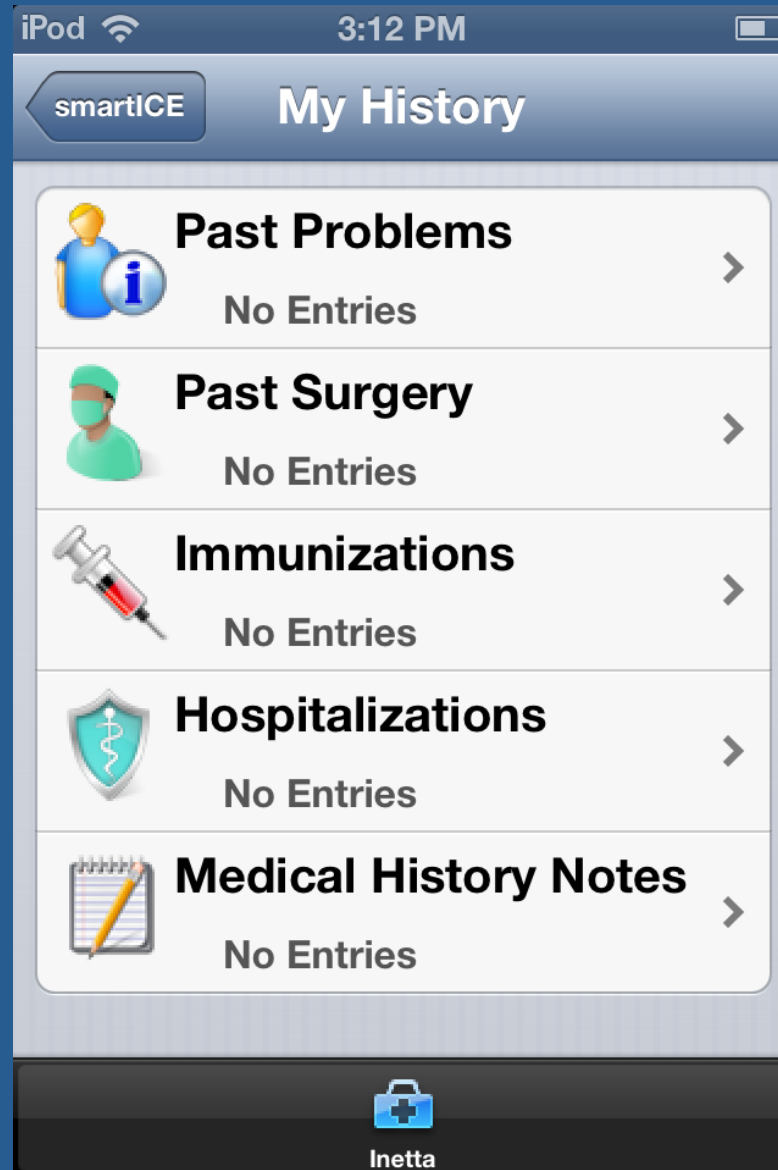 iPod 3:12 PM
smartICE My History
Past Problems
No Entries
Past Surgery
No Entries
Immunizations
No Entries
Hospitalizations
No Entries
Medical History Notes
No Entries
Inetta